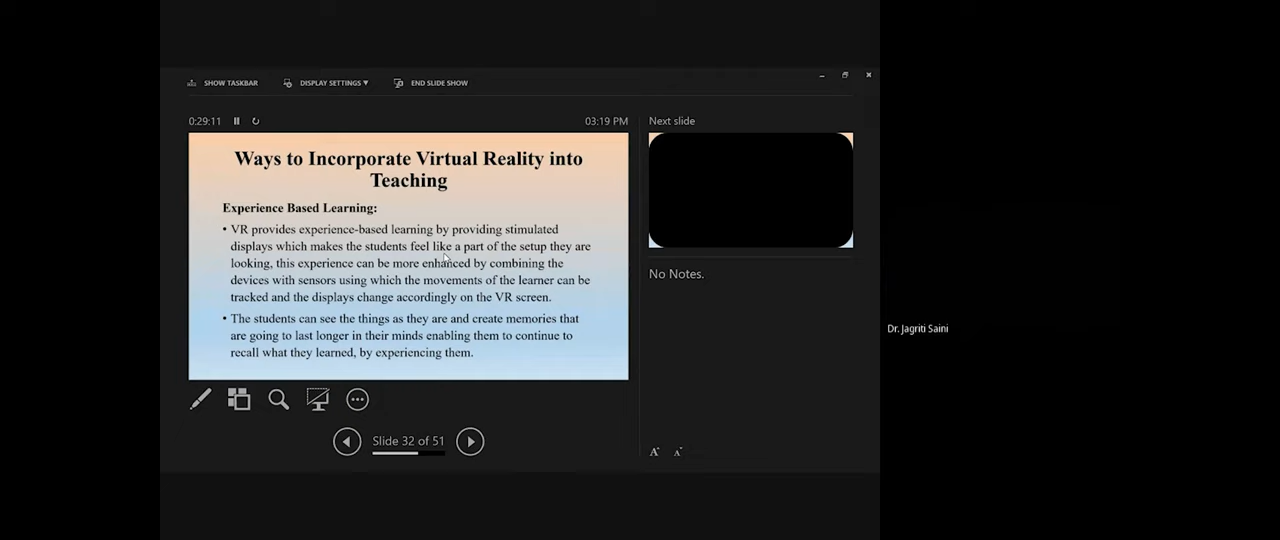 SHOW TASKBAR DISPLAY SETTINGS ▼ END SLIDE SHOW
0:29:11 03:19 PM Next slide
Ways to Incorporate Virtual Reality into
Teaching
Experience Based Learning:
• VR provides experience-based learning by providing stimulated
displays which makes the students feel like a part of the setup they are
looking, this experience can be more enhanced by combining the
devices with sensors using which the movements of the learner can be
tracked and the displays change accordingly on the VR screen.
• The students can see the things as they are and create memories that
are going to last longer in their minds enabling them to continue to
recall what they learned, by experiencing them.
No Notes.
Dr. Jagriti Saini
Slide 32 of 51
A A